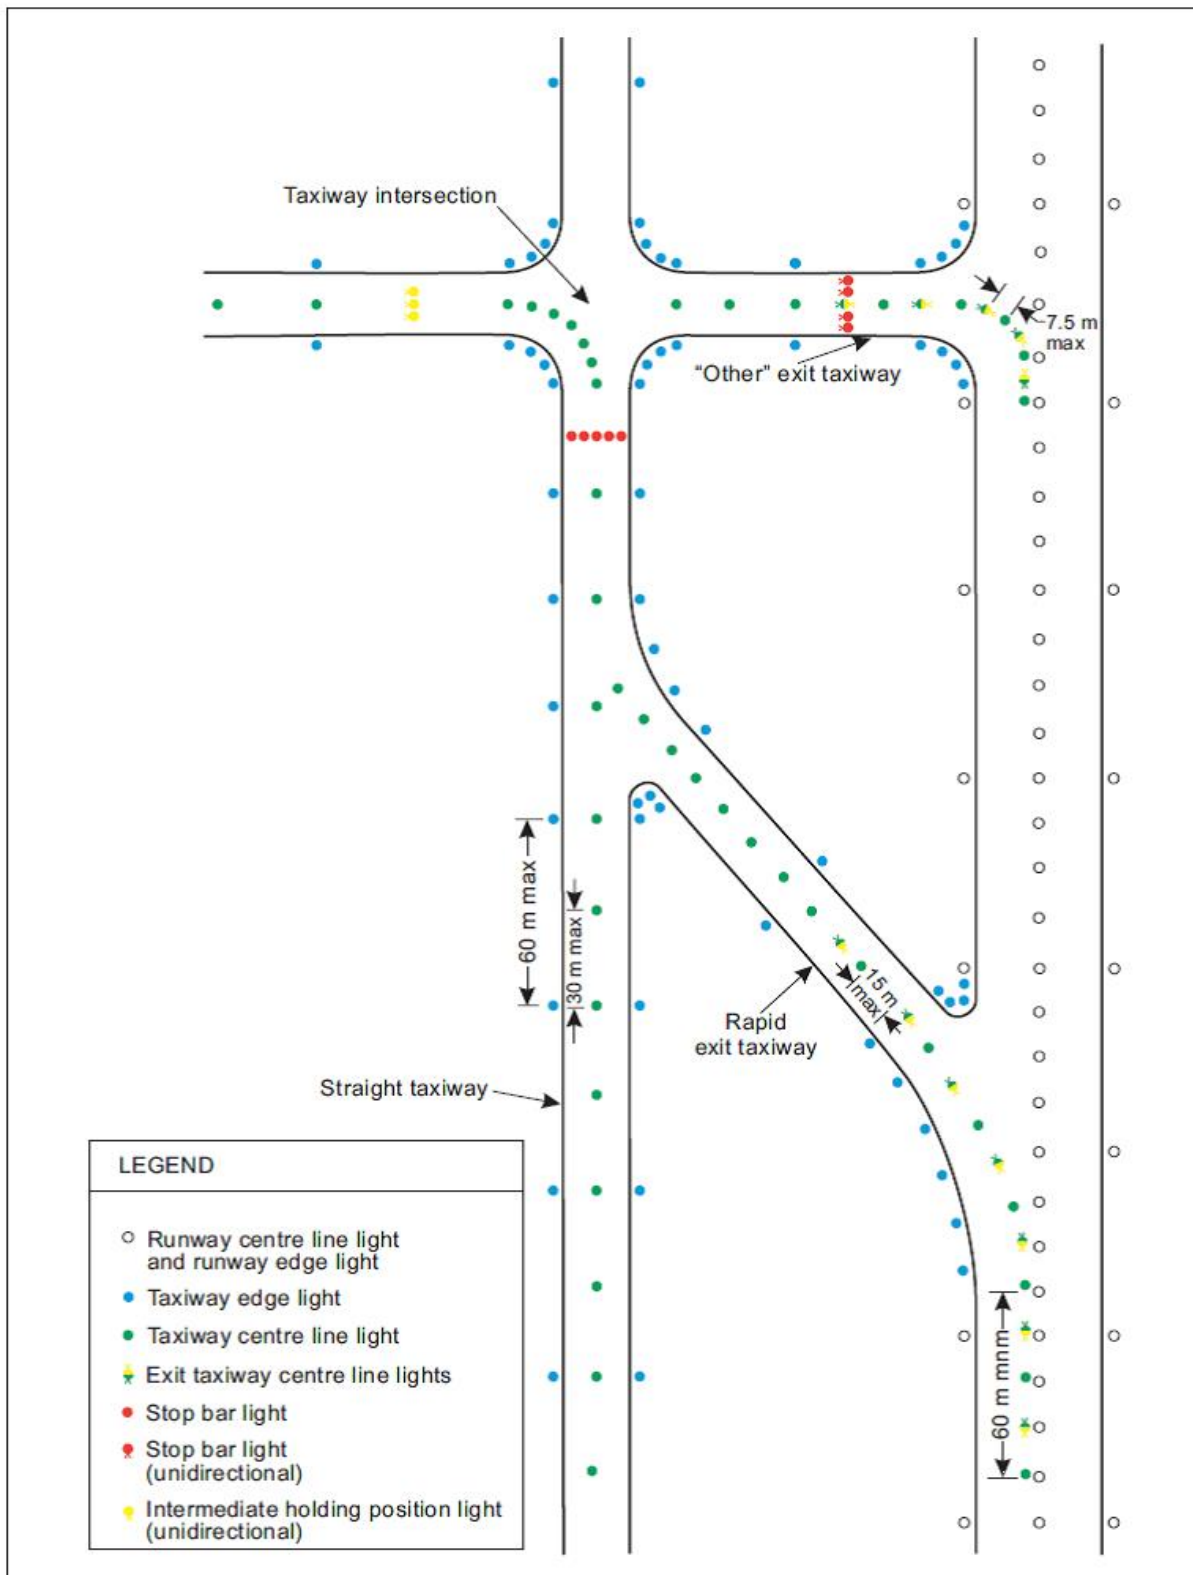 Taxiway intersection
7.5 m
max
“Other” exit taxiway
60 m max
30 m max
15 m
max
Rapid
exit taxiway
Straight taxiway
60 m mnm
LEGEND
Runway centre line light
and runway edge light
Taxiway edge light
Taxiway centre line light
Exit taxiway centre line lights
Stop bar light
Stop bar light
(unidirectional)
Intermediate holding position light
(unidirectional)